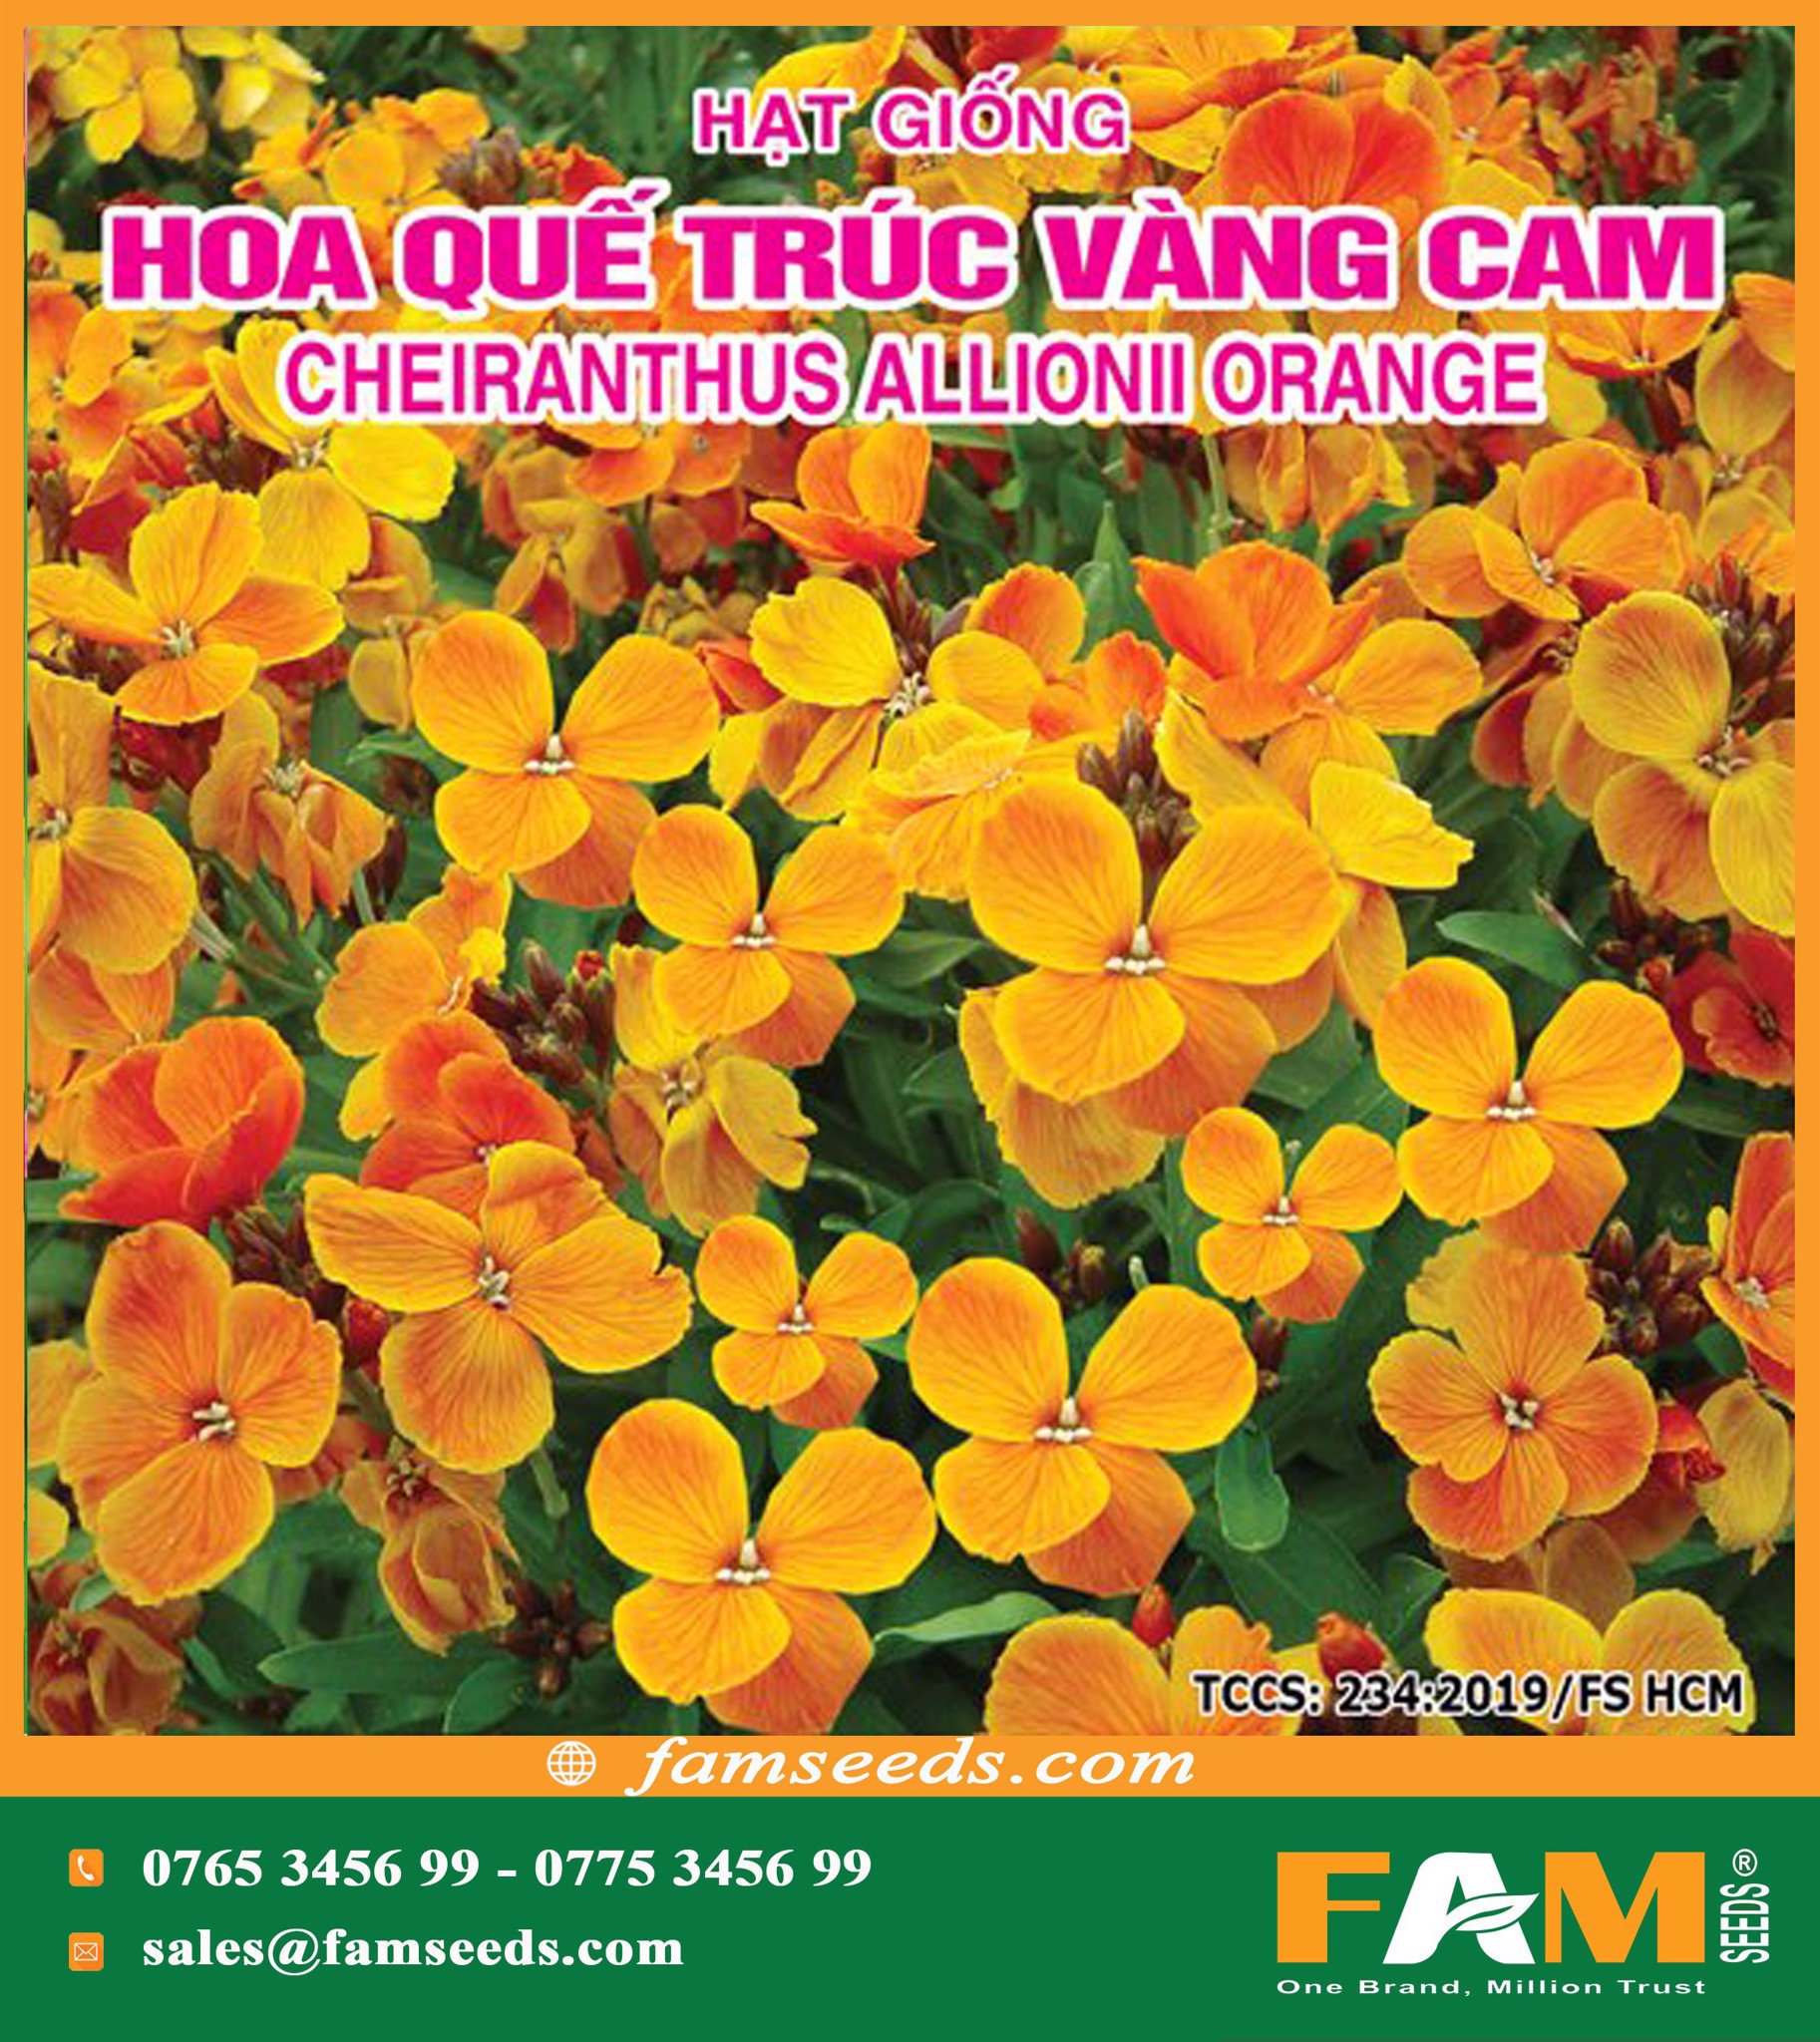 HẠT GIỐNG
HOA QUẾ TRÚC VÀNG CAM
CHEIRANTHUS ALLIONII ORANGE
TCCS: 234:2019/FS HCM
famseeds.com
0765 3456 99 - 0775 3456 99
sales@famseeds.com
FAM SEEDS®
One Brand, Million Trust